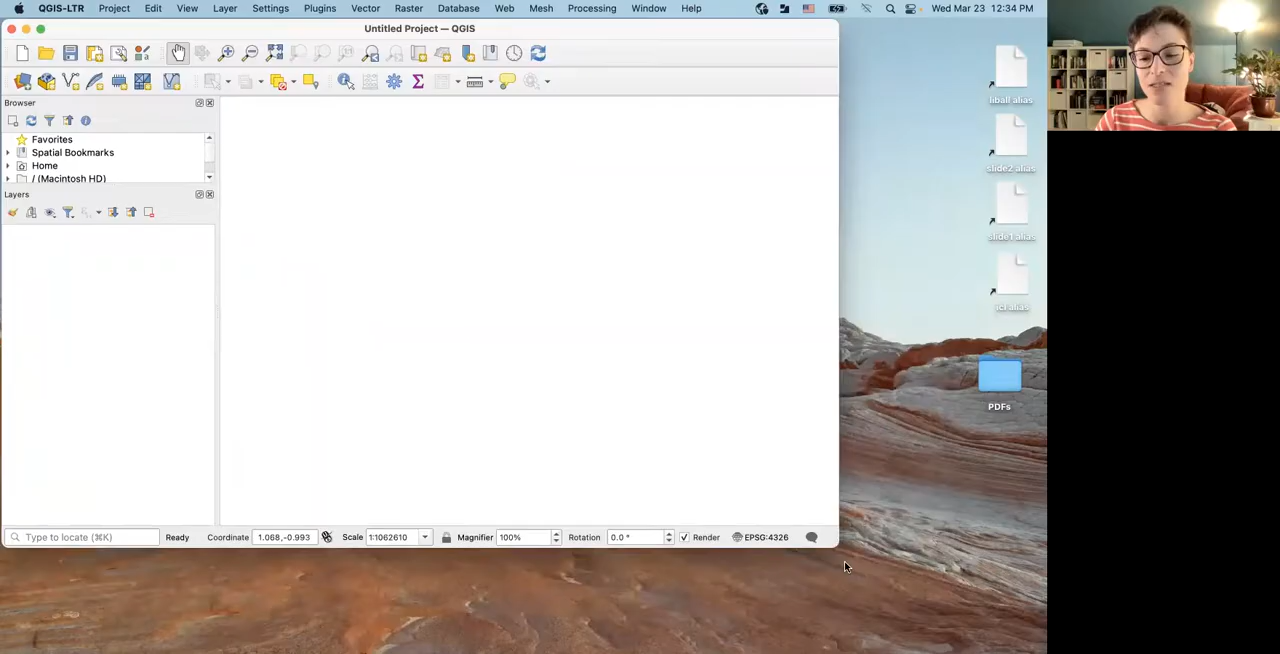 QGIS-LTR Project Edit View Layer Settings Plugins Vector Raster Database Web Mesh Processing Window Help Wed Mar 23 12:34 PM
Untitled Project — QGIS
Browser
Favorites
Spatial Bookmarks
Home
/ (Macintosh HD)
Layers
Type to locate (⌘K) Ready Coordinate 1.068,-0.993 Scale 1:1062610 Magnifier 100% Rotation 0.0 ° Render EPSG:4326
liball alias
slide2 alias
slide1 alias
PDFs